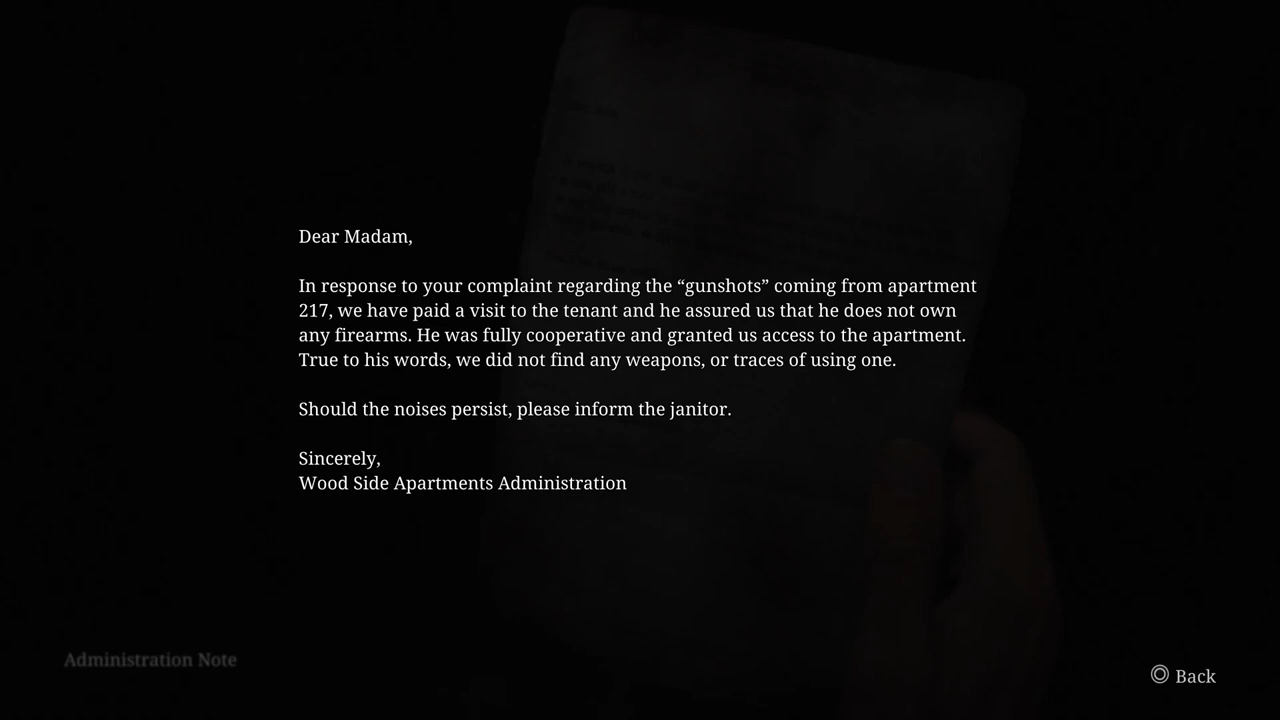 Dear Madam,
In response to your complaint regarding the “gunshots” coming from apartment
217, we have paid a visit to the tenant and he assured us that he does not own
any firearms. He was fully cooperative and granted us access to the apartment.
True to his words, we did not find any weapons, or traces of using one.
Should the noises persist, please inform the janitor.
Sincerely,
Wood Side Apartments Administration
Administration Note
Back